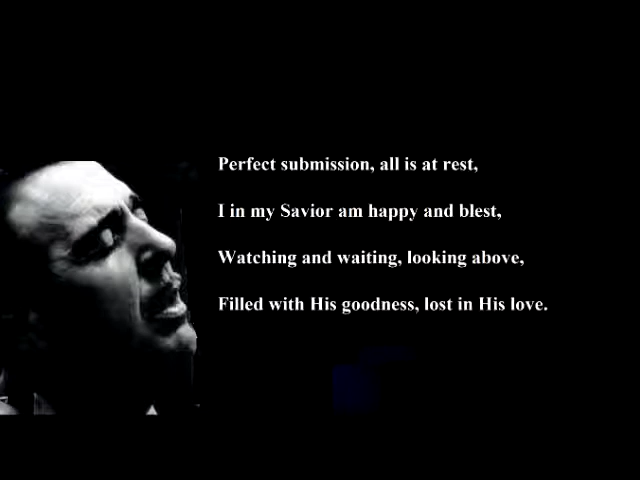 Perfect submission, all is at rest,
I in my Savior am happy and blest,
Watching and waiting, looking above,
Filled with His goodness, lost in His love.